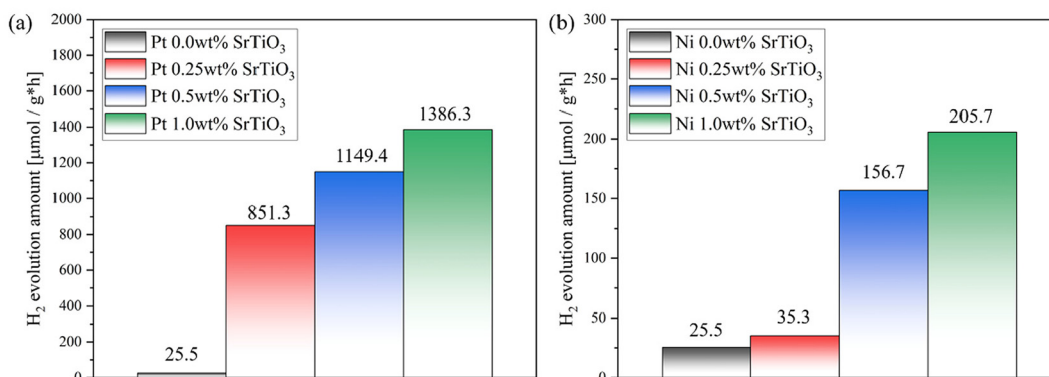 (a)
H₂ evolution amount [μmol / g*h]
2000
1800
1600
1400
1200
1000
800
600
400
200
0
Pt 0.0wt% SrTiO₃
Pt 0.25wt% SrTiO₃
Pt 0.5wt% SrTiO₃
Pt 1.0wt% SrTiO₃
25.5
851.3
1149.4
1386.3
(b)
H₂ evolution amount [μmol / g*h]
300
250
200
150
100
50
0
Ni 0.0wt% SrTiO₃
Ni 0.25wt% SrTiO₃
Ni 0.5wt% SrTiO₃
Ni 1.0wt% SrTiO₃
25.5
35.3
156.7
205.7